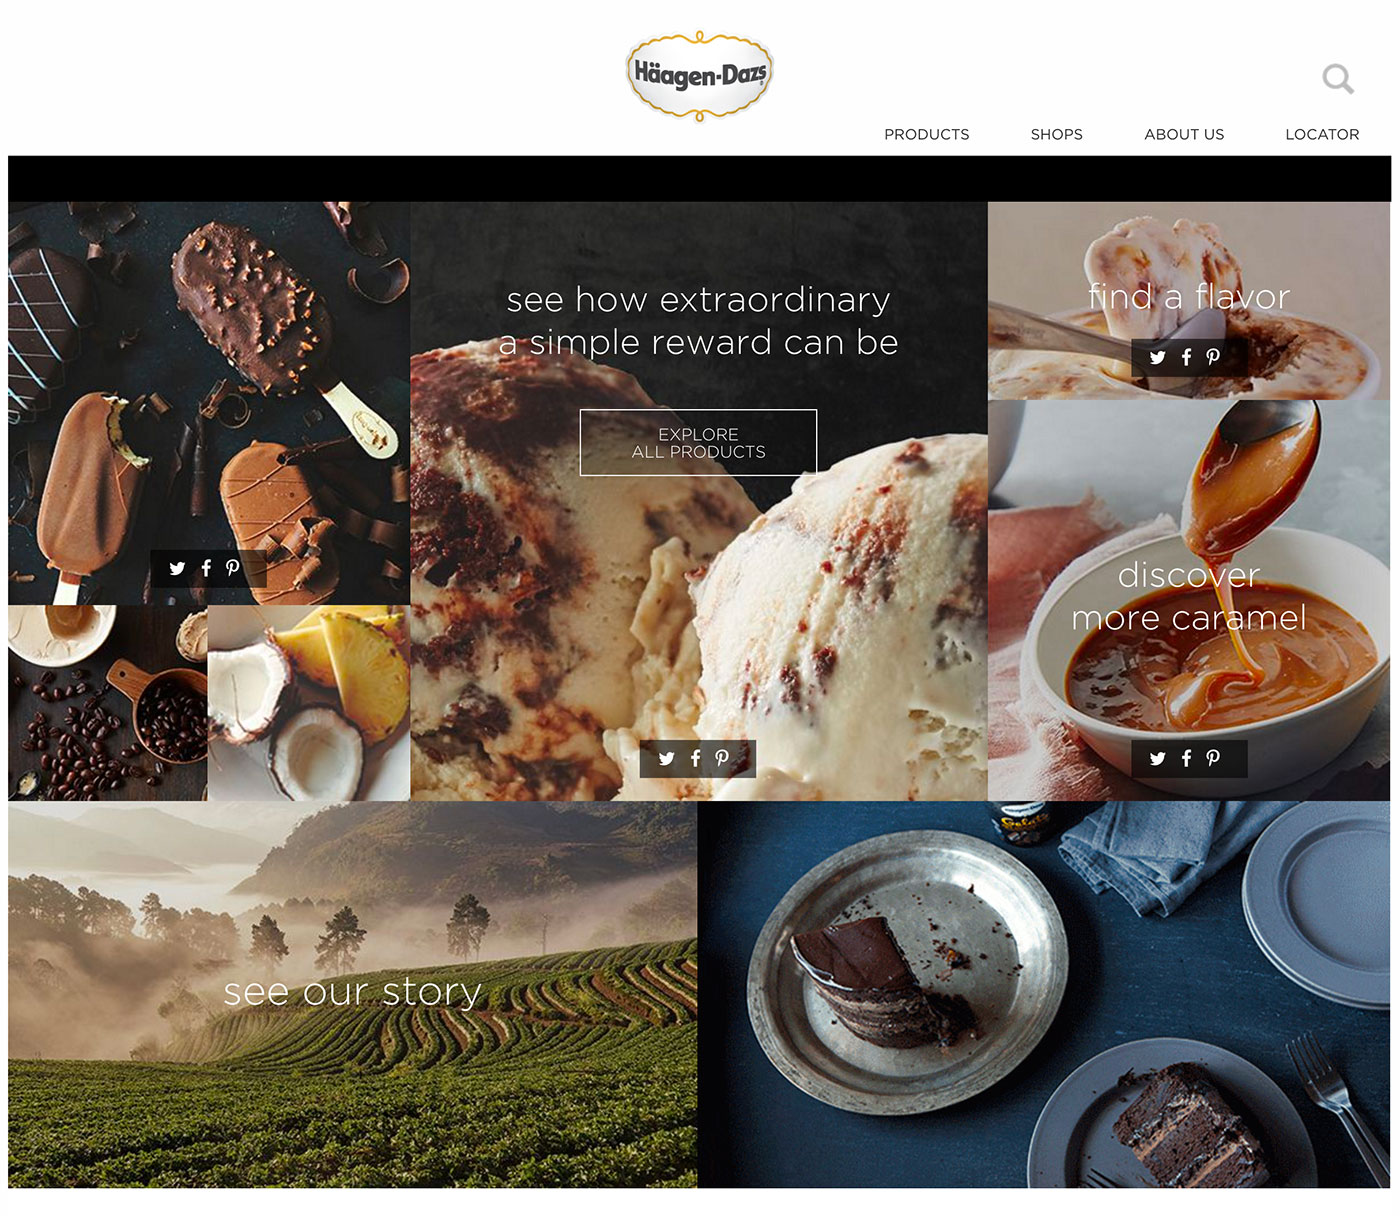 Häagen-Dazs
PRODUCTS
SHOPS
ABOUT US
LOCATOR
see how extraordinary
a simple reward can be
EXPLORE
ALL PRODUCTS
find a flavor
discover
more caramel
see our story
Gelato